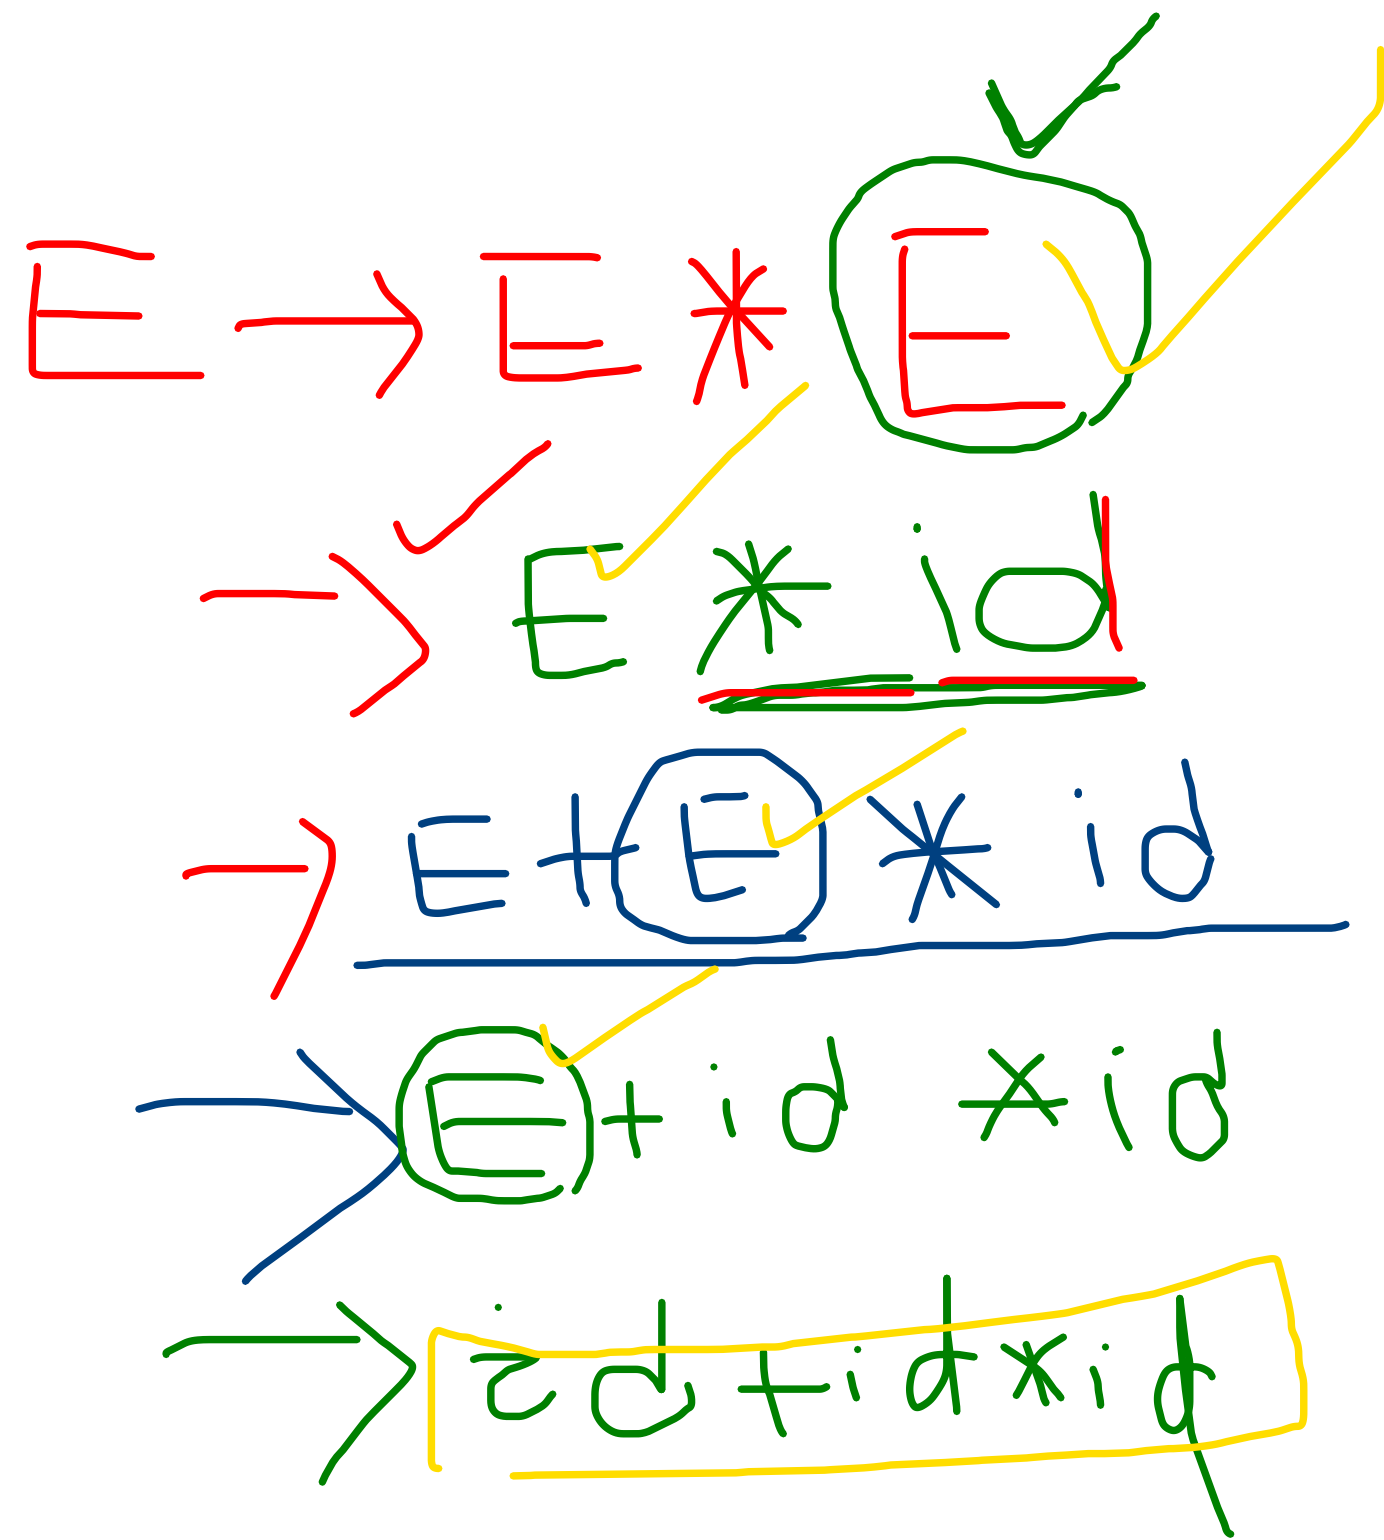 E → E * E
→ E * id
→ E + E * id
→ E + id * id
→ id + id * id